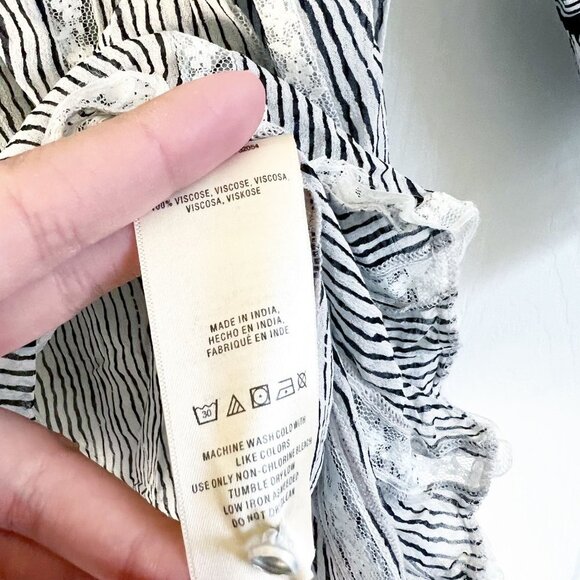 100% VISCOSE, VISCOSE, VISCOSA,
VISCOSA, VISKOSE
MADE IN INDIA,
HECHO EN INDIA,
FABRIQUÉ EN INDE
30
MACHINE WASH COLD WITH
LIKE COLORS
USE ONLY NON-CHLORINE BLEACH
TUMBLE DRY LOW
LOW IRON AS NEEDED
DO NOT DRY CLEAN